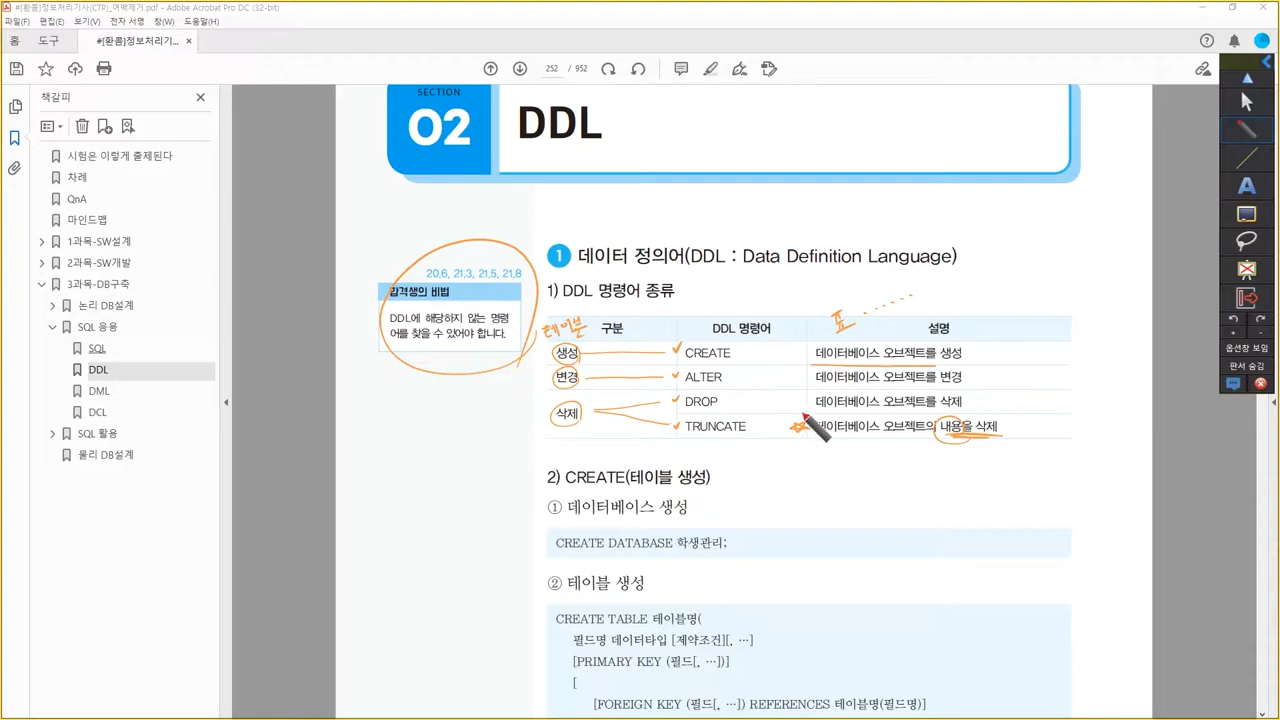 #[환콤]정보처리기사(CTP)_여백제거.pdf - Adobe Acrobat Pro DC (32-bit)
파일(F) 편집(E) 보기(V) 전자 서명 창(W) 도움말(H)
홈 도구 #[환콤]정보처리기... ×
252 / 952
책갈피
시험은 이렇게 출제된다
차례
QnA
마인드맵
1과목-SW설계
2과목-SW개발
3과목-DB구축
논리 DB설계
SQL 응용
SQL
DDL
DML
DCL
SQL 활용
물리 DB설계
SECTION
02
DDL
20.6, 21.3, 21.5, 21.8
합격생의 비법
DDL에 해당하지 않는 명령
어를 찾을 수 있어야 합니다.
1 데이터 정의어(DDL : Data Definition Language)
1) DDL 명령어 종류
테이블
표
구분 DDL 명령어 설명
생성 CREATE 데이터베이스 오브젝트를 생성
변경 ALTER 데이터베이스 오브젝트를 변경
삭제 DROP 데이터베이스 오브젝트를 삭제
TRUNCATE 데이터베이스 오브젝트의 내용을 삭제
2) CREATE(테이블 생성)
① 데이터베이스 생성
CREATE DATABASE 학생관리;
② 테이블 생성
CREATE TABLE 테이블명(
필드명 데이터타입 [제약조건][, …]
[PRIMARY KEY (필드[, …])]
[
[FOREIGN KEY (필드[, …]) REFERENCES 테이블명(필드명)]
A
옵션창 보임
판서 숨김